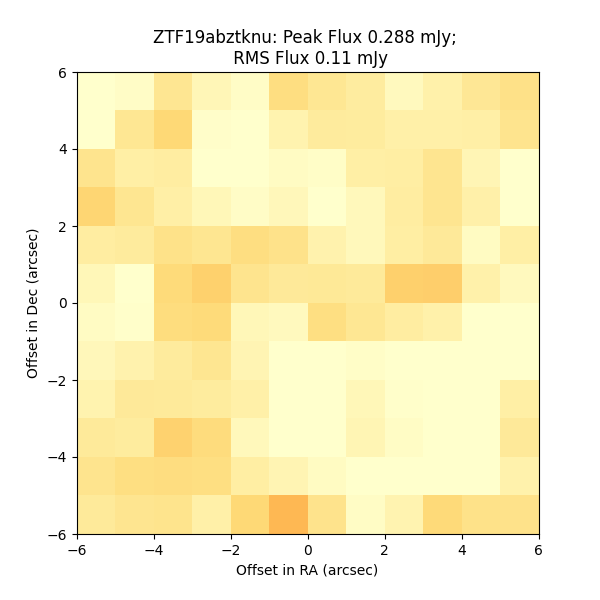 ZTF19abztknu: Peak Flux 0.288 mJy;
RMS Flux 0.11 mJy
6
4
2
0
−2
−4
−6
Offset in Dec (arcsec)
−6 −4 −2 0 2 4 6
Offset in RA (arcsec)